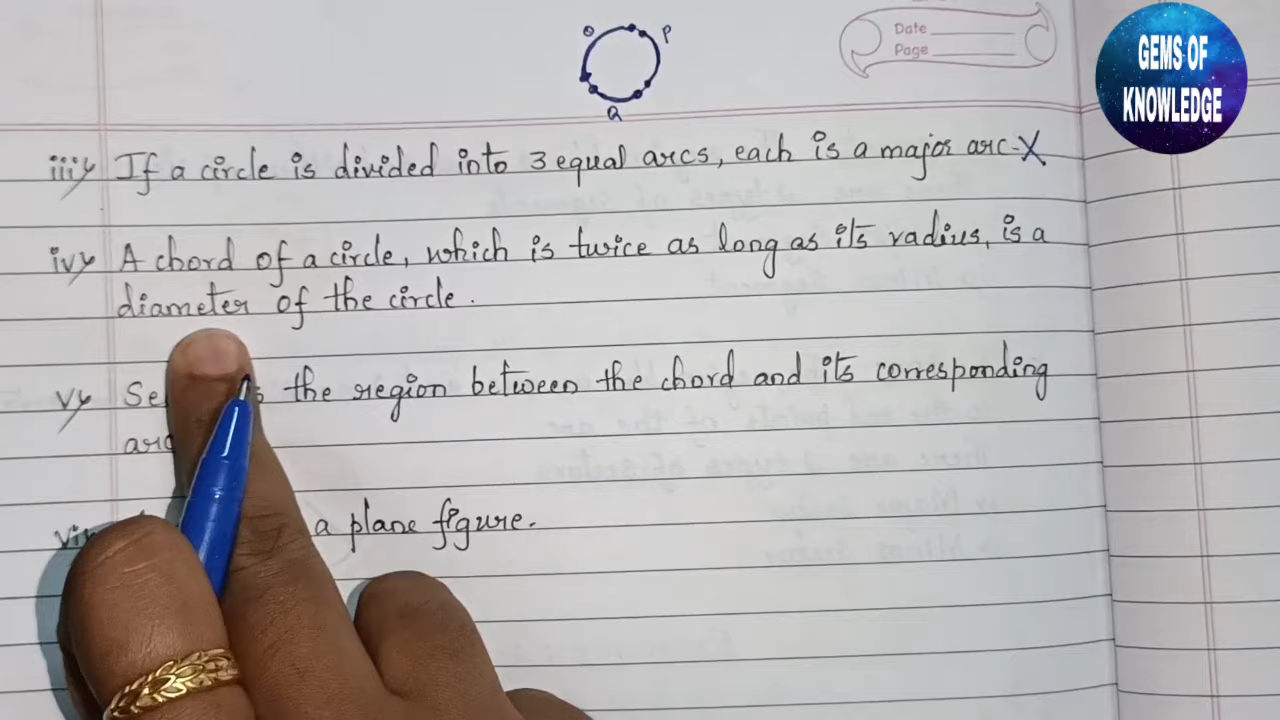 Date
Page
GEMS OF
KNOWLEDGE
P
Q
iii) If a circle is divided into 3 equal arcs, each is a major arc-X
iv) A chord of a circle, which is twice as long as its radius, is a
diameter of the circle.
v) the region between the chord and its corresponding
arc
a plane figure.